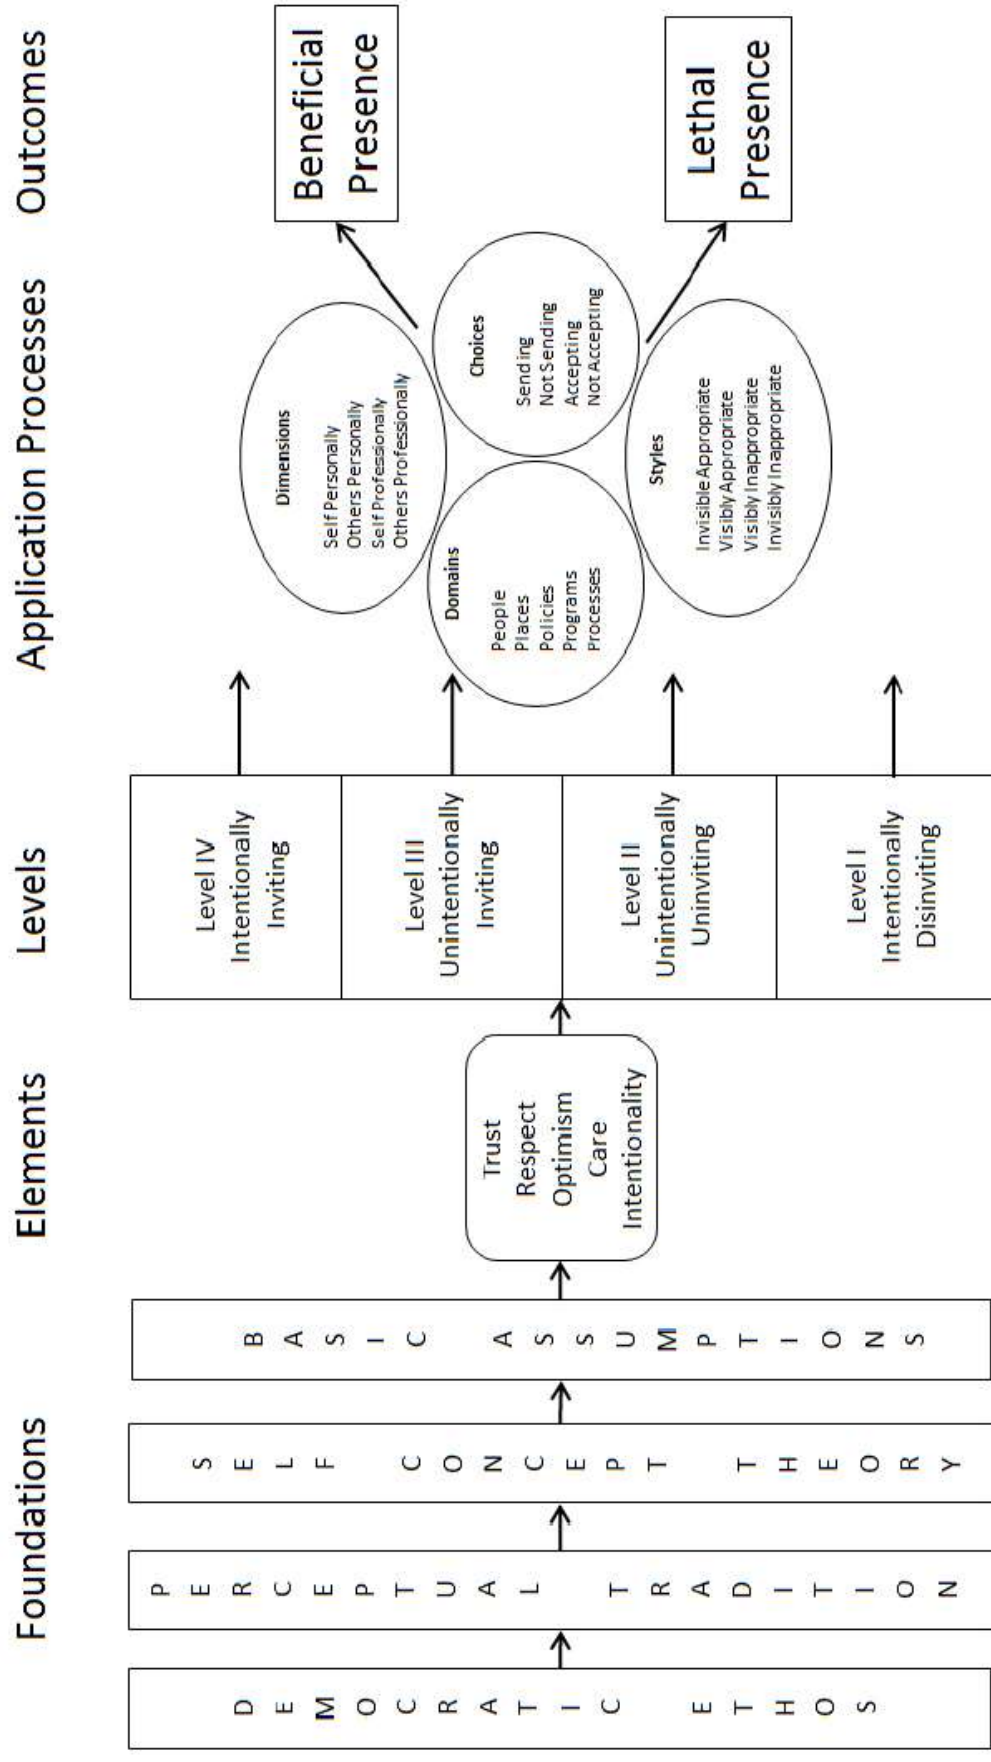 Foundations
Elements
Levels
Application Processes
Outcomes
DEMOCRATIC ETHOS
PERCEPTUAL TRADITION
SELF CONCEPT THEORY
BASIC ASSUMPTIONS
Trust
Respect
Optimism
Care
Intentionality
Level IV
Intentionally
Inviting
Level III
Unintentionally
Inviting
Level II
Unintentionally
Uninviting
Level I
Intentionally
Disinviting
Dimensions
Self Personally
Others Personally
Self Professionally
Others Professionally
Domains
People
Places
Policies
Programs
Processes
Choices
Sending
Not Sending
Accepting
Not Accepting
Styles
Invisible Appropriate
Visibly Appropriate
Visibly Inappropriate
Invisibly Inappropriate
Beneficial
Presence
Lethal
Presence